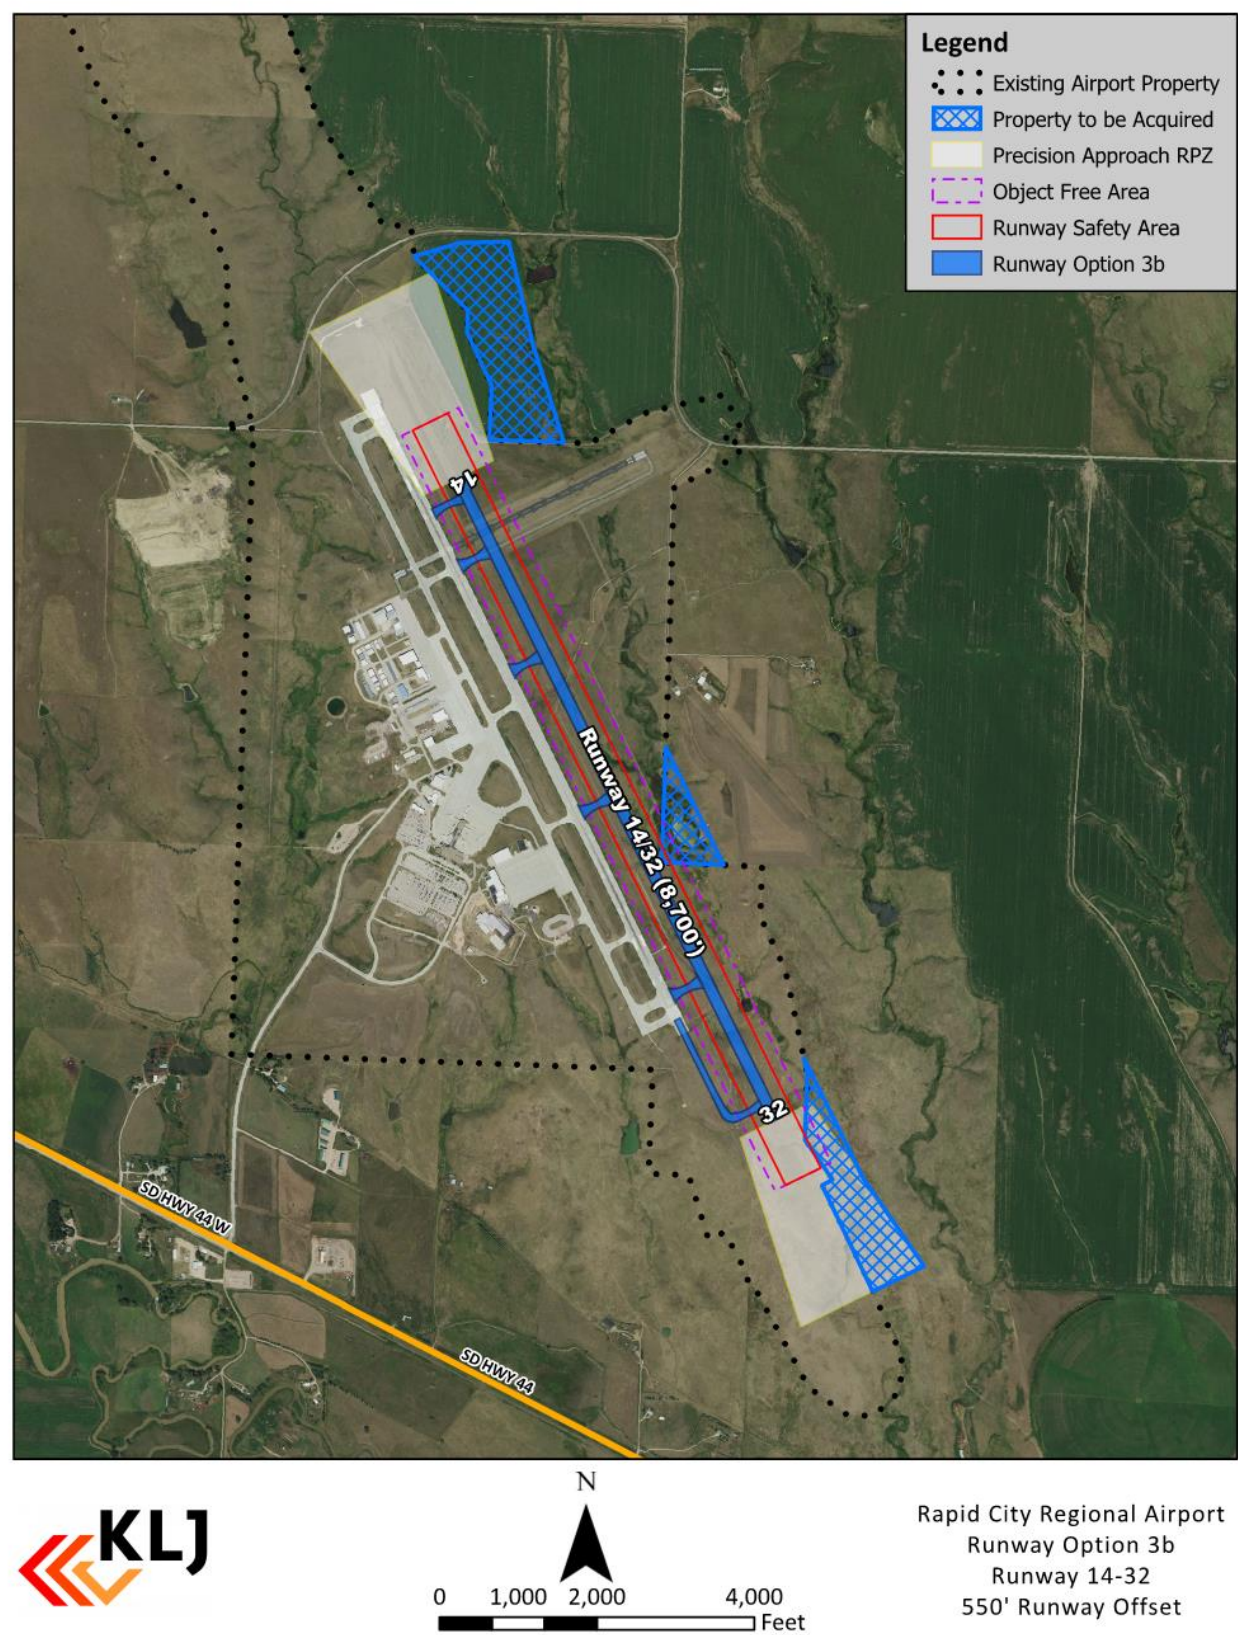 Legend
Existing Airport Property
Property to be Acquired
Precision Approach RPZ
Object Free Area
Runway Safety Area
Runway Option 3b
14
Runway 14/32 (8,700')
32
SD HWY 44 W
SD HWY 44
KLJ
N
0 1,000 2,000 4,000
Feet
Rapid City Regional Airport
Runway Option 3b
Runway 14-32
550' Runway Offset